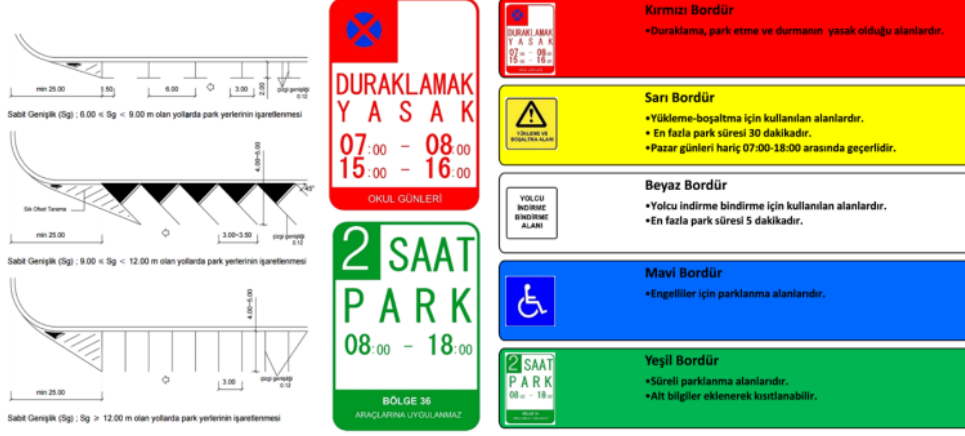 min 25.00
1.50
6.00
3.00
2.00
çizgi genişliği
0.12
Sabit Genişlik (Sg) ; 6.00 < Sg < 9.00 m olan yollarda park yerlerinin işaretlenmesi
4.00~5.00
45°
Sık Ofset Tarama
min 25.00
3.00~3.50
çizgi genişliği
0.12
Sabit Genişlik (Sg) ; 9.00 < Sg < 12.00 m olan yollarda park yerlerinin işaretlenmesi
4.00~5.00
min 25.00
3.00
çizgi genişliği
0.12
Sabit Genişlik (Sg) ; Sg > 12.00 m olan yollarda park yerlerinin işaretlenmesi
DURAKLAMAK
YASAK
07:00 - 08:00
15:00 - 16:00
OKUL GÜNLERİ
2 SAAT
PARK
08:00 - 18:00
BÖLGE 36
ARAÇLARINA UYGULANMAZ
DURAKLAMAK
YASAK
07:00 - 08:00
15:00 - 16:00
Kırmızı Bordür
•Duraklama, park etme ve durmanın yasak olduğu alanlardır.
YÜKLEME VE
BOŞALTMA ALANI
Sarı Bordür
•Yükleme-boşaltma için kullanılan alanlardır.
• En fazla park süresi 30 dakikadır.
•Pazar günleri hariç 07:00-18:00 arasında geçerlidir.
YOLCU
İNDİRME
BİNDİRME
ALANI
Beyaz Bordür
•Yolcu indirme bindirme için kullanılan alanlardır.
•En fazla park süresi 5 dakikadır.
Mavi Bordür
•Engelliler için parklanma alanlarıdır.
2 SAAT
PARK
08:00 - 18:00
Yeşil Bordür
•Süreli parklanma alanlarıdır.
•Alt bilgiler eklenerek kısıtlanabilir.